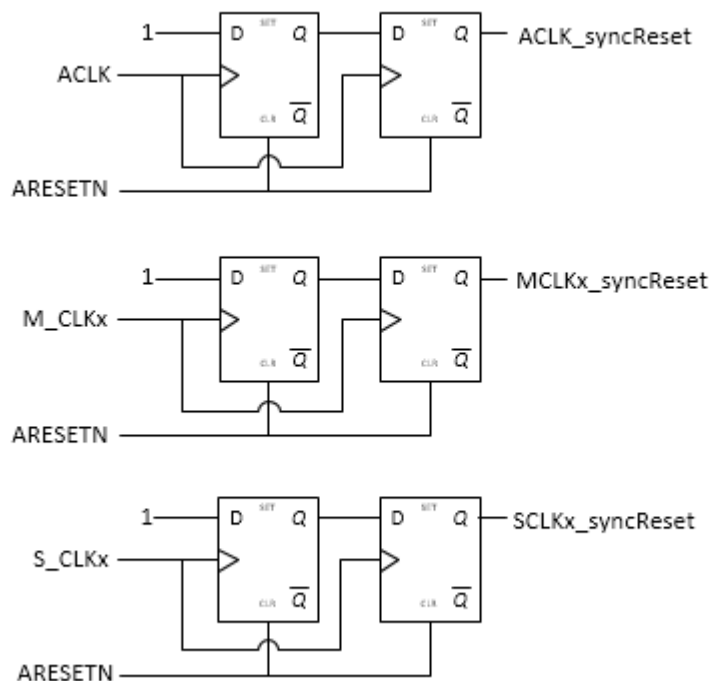 1 D SET Q D SET Q ACLK_syncReset
ACLK
CLR Q CLR Q
ARESETN
1 D SET Q D SET Q MCLKx_syncReset
M_CLKx
CLR Q CLR Q
ARESETN
1 D SET Q D SET Q SCLKx_syncReset
S_CLKx
CLR Q CLR Q
ARESETN